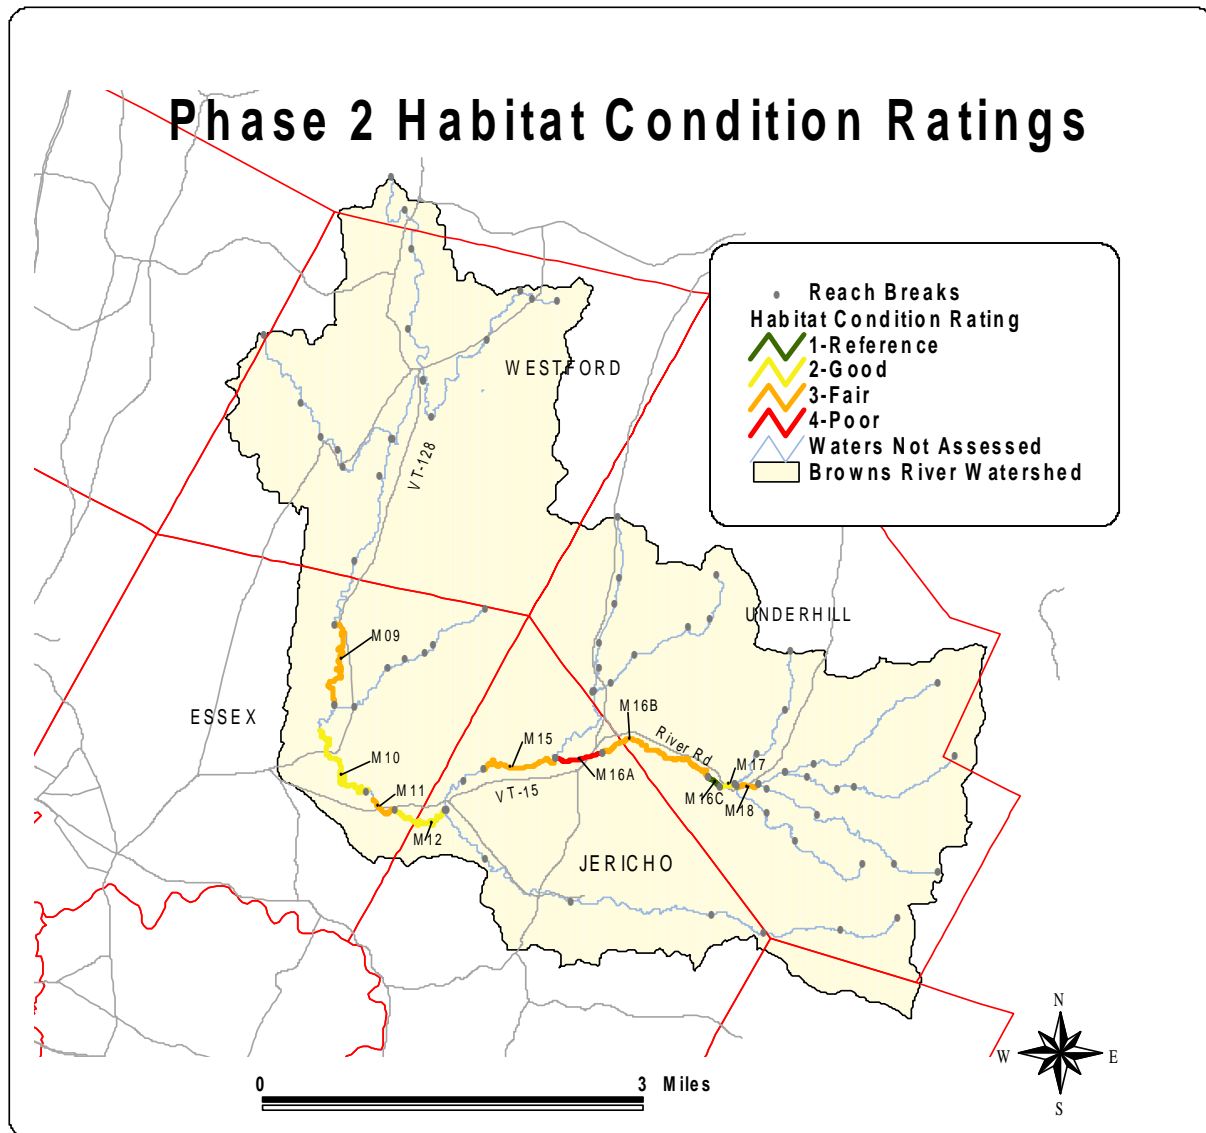 Phase 2 Habitat Condition Ratings
Reach Breaks
Habitat Condition Rating
1-Reference
2-Good
3-Fair
4-Poor
Waters Not Assessed
Browns River Watershed
WESTFORD
VT-128
UNDERHILL
M09
ESSEX
M16B
River Rd
M15
M10
M16A
M17
VT-15
M16C
M11
M18
M12
JERICHO
N
W
E
S
0
3 Miles